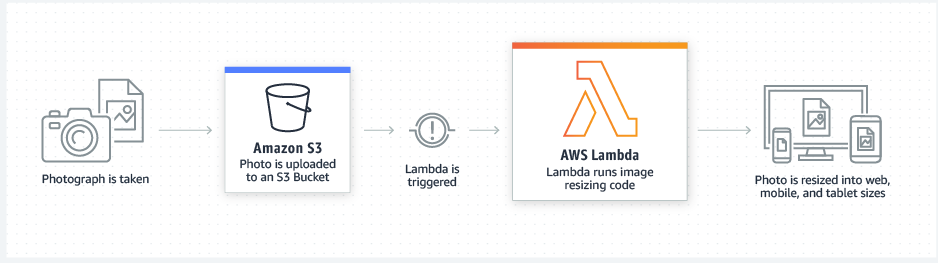 Photograph is taken
Amazon S3
Photo is uploaded
to an S3 Bucket
Lambda is
triggered
AWS Lambda
Lambda runs image
resizing code
Photo is resized into web,
mobile, and tablet sizes